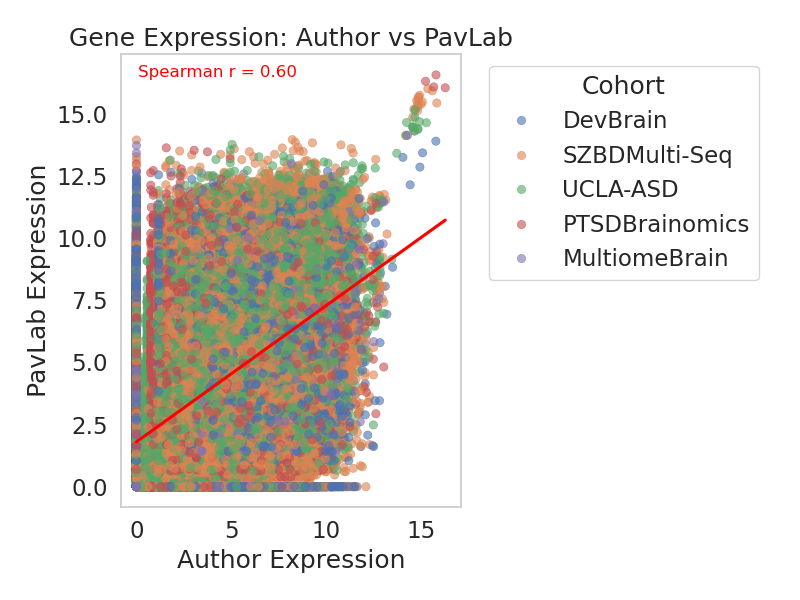 Gene Expression: Author vs PavLab
Spearman r = 0.60
Cohort
DevBrain
SZBDMulti-Seq
UCLA-ASD
PTSDBrainomics
MultiomeBrain
PavLab Expression
15.0
12.5
10.0
7.5
5.0
2.5
0.0
0 5 10 15
Author Expression